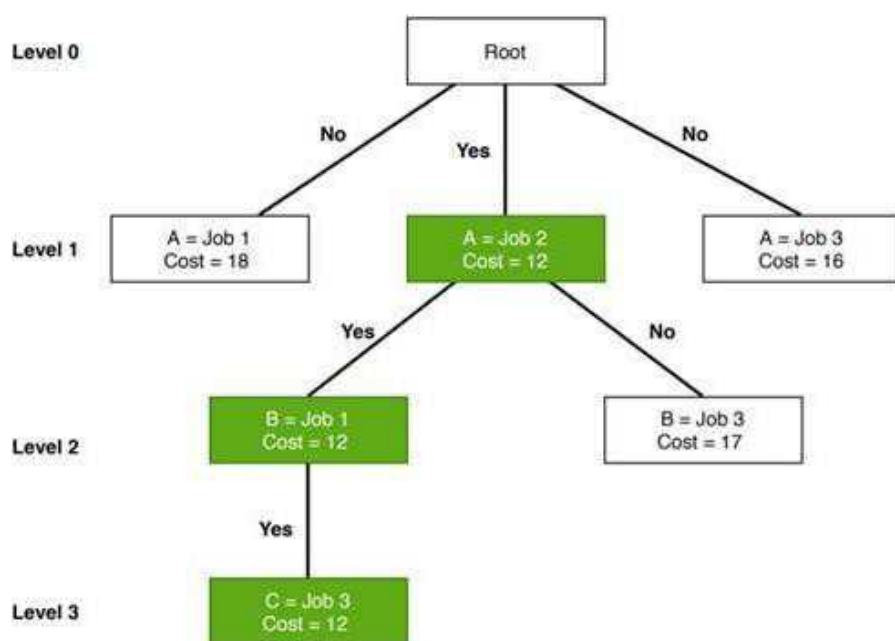 Level 0
Root
No
Yes
No
Level 1
A = Job 1
Cost = 18
A = Job 2
Cost = 12
A = Job 3
Cost = 16
Yes
No
Level 2
B = Job 1
Cost = 12
B = Job 3
Cost = 17
Yes
Level 3
C = Job 3
Cost = 12